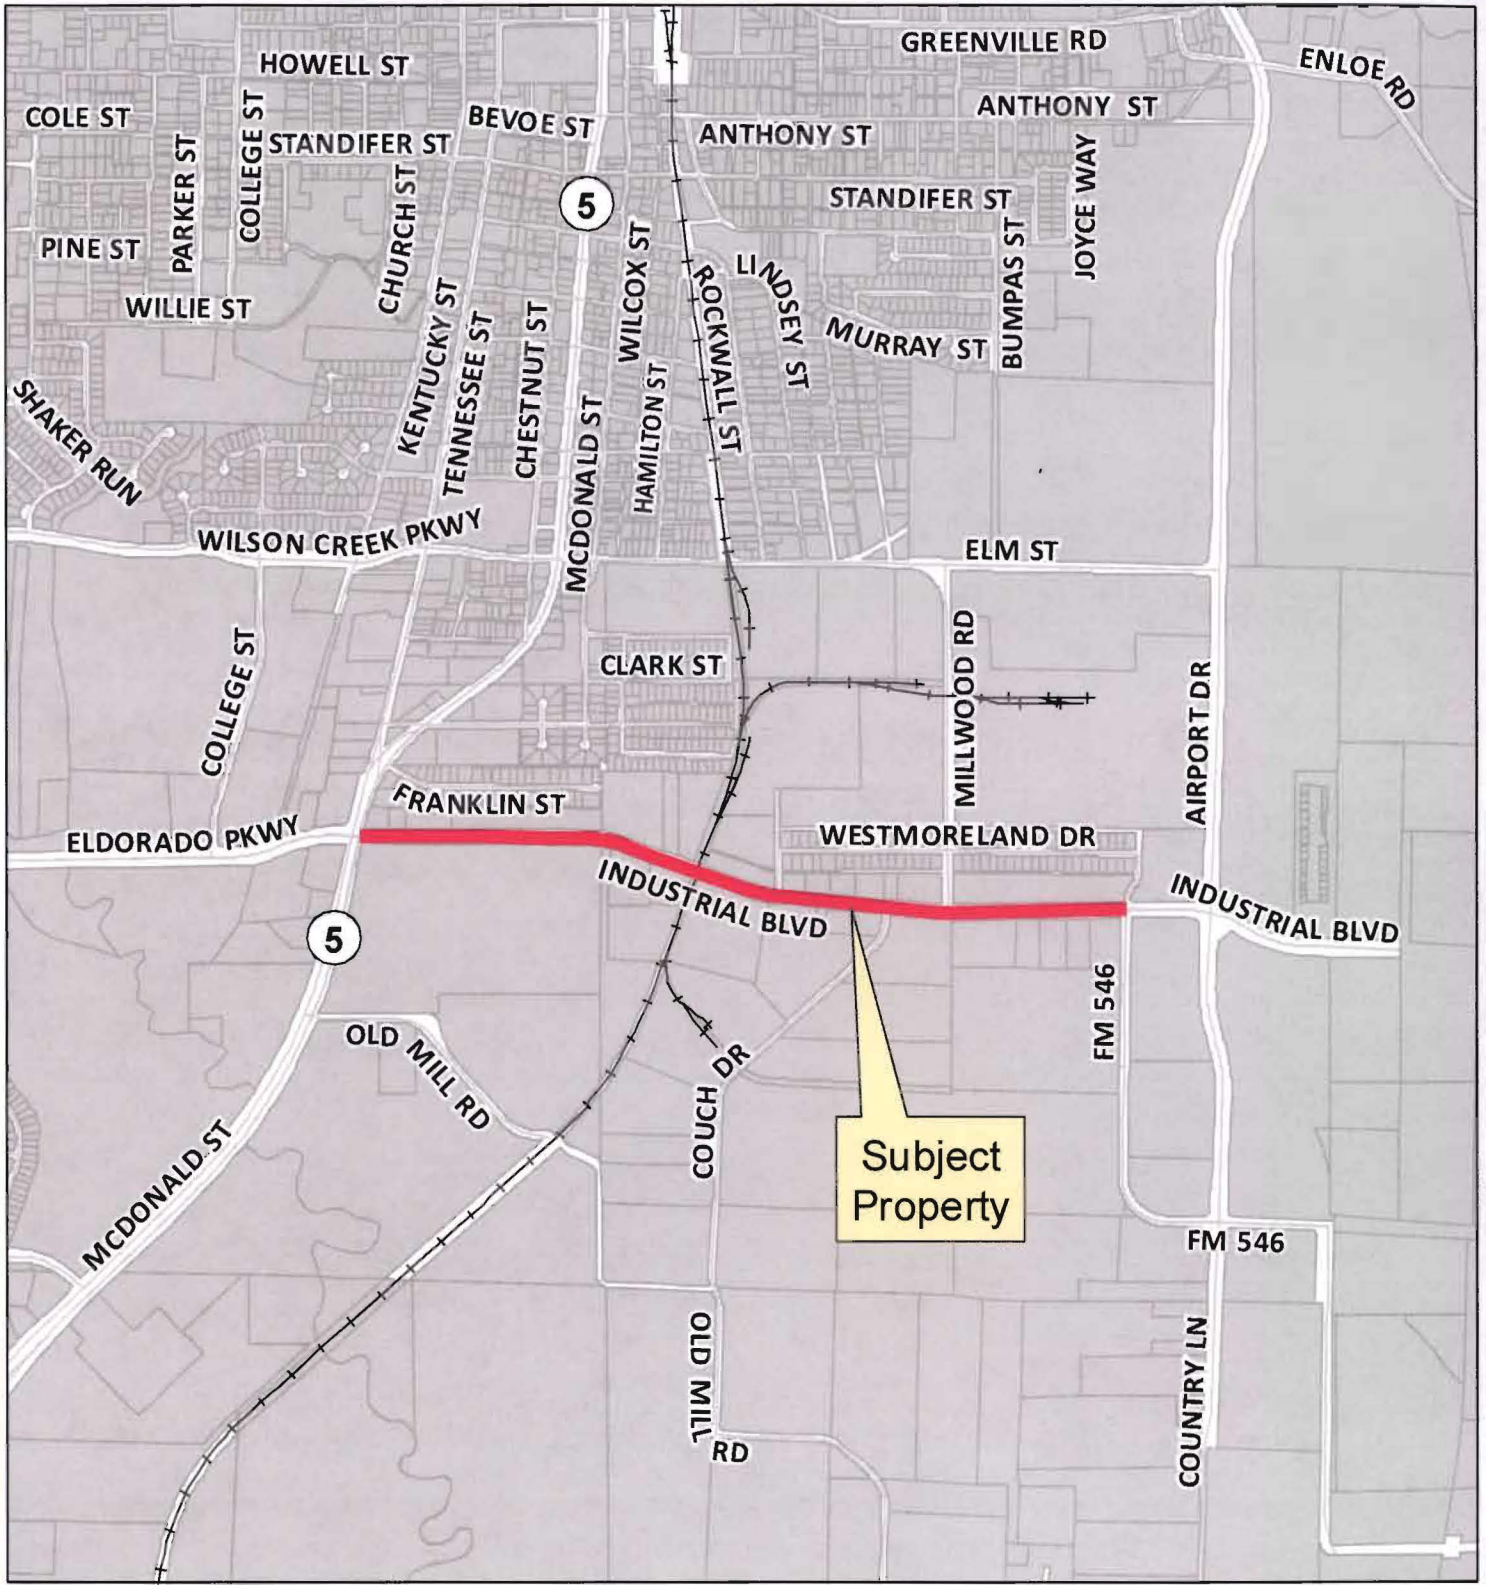 GREENVILLE RD
HOWELL ST
ENLOE RD
COLE ST
BEVOE ST
ANTHONY ST
ANTHONY ST
PARKER ST
COLLEGE ST
STANDIFER ST
CHURCH ST
STANDIFER ST
JOYCE WAY
5
PINE ST
WILLIE ST
KENTUCKY ST
TENNESSEE ST
CHESTNUT ST
WILCOX ST
ROCKWALL ST
LINDSEY ST
MURRAY ST
BUMPAS ST
SHAKER RUN
MCDONALD ST
HAMILTON ST
WILSON CREEK PKWY
ELM ST
COLLEGE ST
CLARK ST
MILLWOOD RD
AIRPORT DR
FRANKLIN ST
ELDORADO PKWY
WESTMORELAND DR
INDUSTRIAL BLVD
INDUSTRIAL BLVD
5
FM 546
OLD MILL RD
COUCH DR
MCDONALD ST
Subject
Property
FM 546
OLD MILL RD
COUNTRY LN